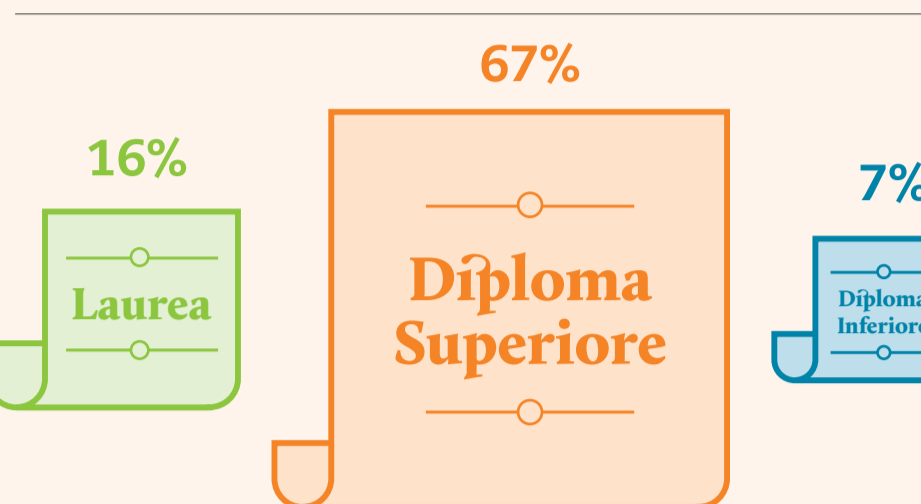 67%
16%
7%
Diploma
Superiore
Laurea
Diploma
Inferiore